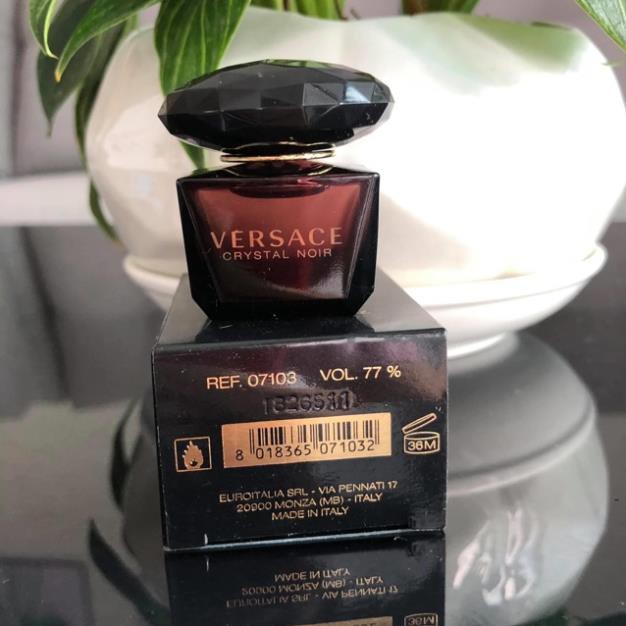 VERSACE
CRYSTAL NOIR
REF. 07103 VOL. 77 %
8 018365 071032
36M
EUROITALIA SRL - VIA PENNATI 17
20900 MONZA (MB) - ITALY
MADE IN ITALY